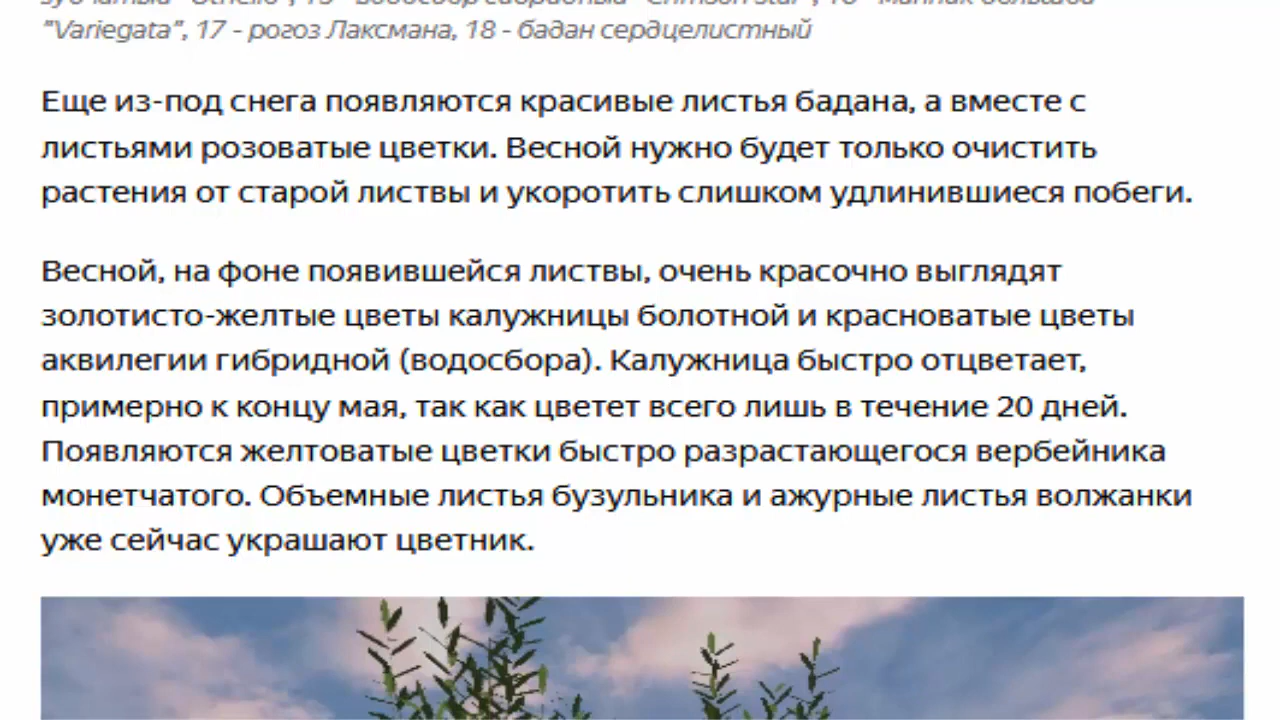 "Variegata", 17 - рогоз Лаксмана, 18 - бадан сердцелистный
Еще из-под снега появляются красивые листья бадана, а вместе с
листьями розоватые цветки. Весной нужно будет только очистить
растения от старой листвы и укоротить слишком удлинившиеся побеги.
Весной, на фоне появившейся листвы, очень красочно выглядят
золотисто-желтые цветы калужницы болотной и красноватые цветы
аквилегии гибридной (водосбора). Калужница быстро отцветает,
примерно к концу мая, так как цветет всего лишь в течение 20 дней.
Появляются желтоватые цветки быстро разрастающегося вербейника
монетчатого. Объемные листья бузульника и ажурные листья волжанки
уже сейчас украшают цветник.